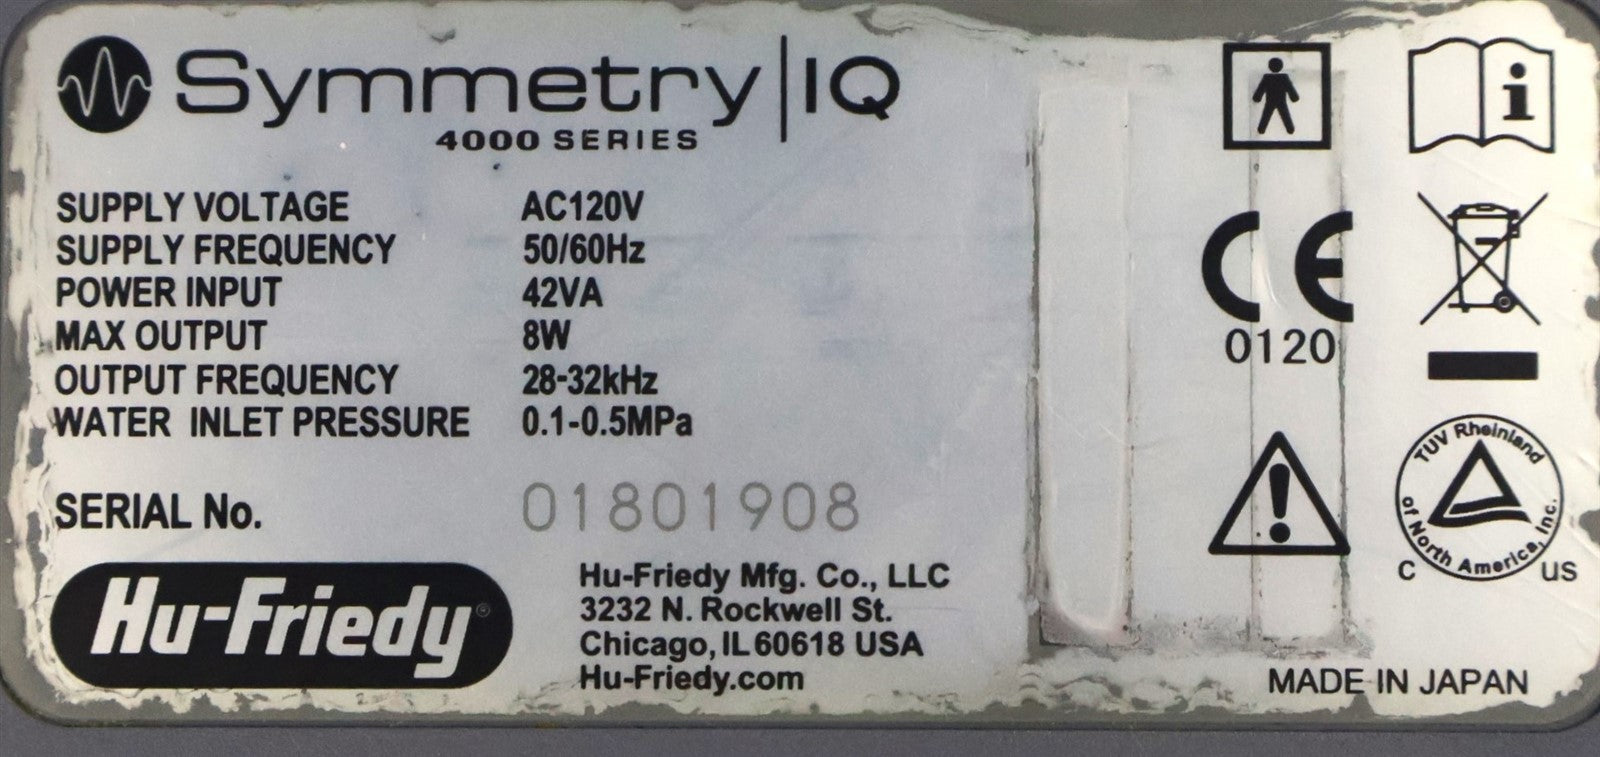 Symmetry|IQ
4000 SERIES
SUPPLY VOLTAGE AC120V
SUPPLY FREQUENCY 50/60Hz
POWER INPUT 42VA
MAX OUTPUT 8W
OUTPUT FREQUENCY 28-32kHz
WATER INLET PRESSURE 0.1-0.5MPa
SERIAL No. 01801908
Hu-Friedy®
Hu-Friedy Mfg. Co., LLC
3232 N. Rockwell St.
Chicago, IL 60618 USA
Hu-Friedy.com
i
CE
0120
!
TUV Rheinland
of North America, Inc.
C US
MADE IN JAPAN